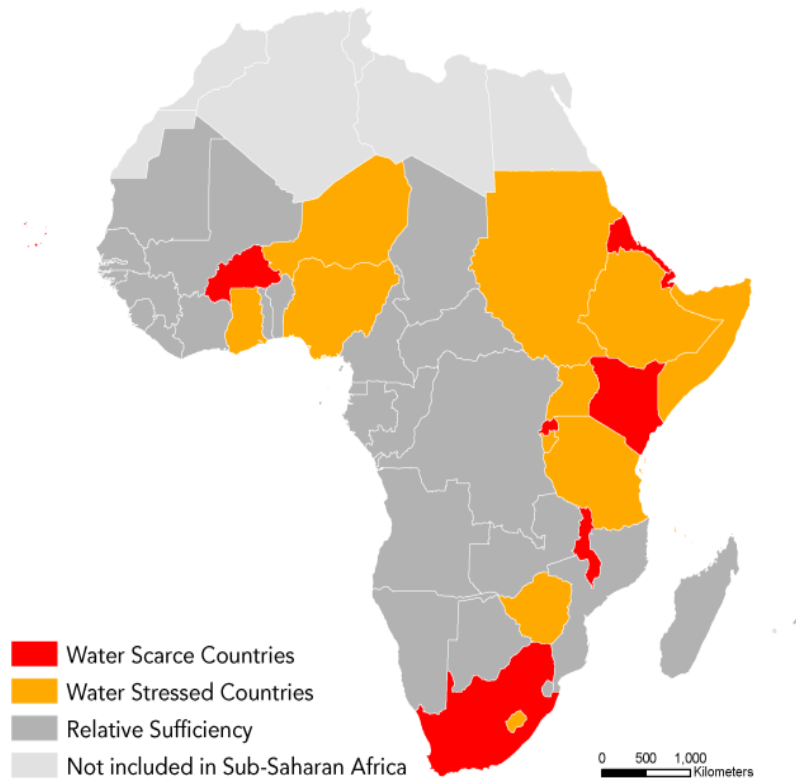 Water Scarce Countries
Water Stressed Countries
Relative Sufficiency
Not included in Sub-Saharan Africa
0 500 1,000
Kilometers